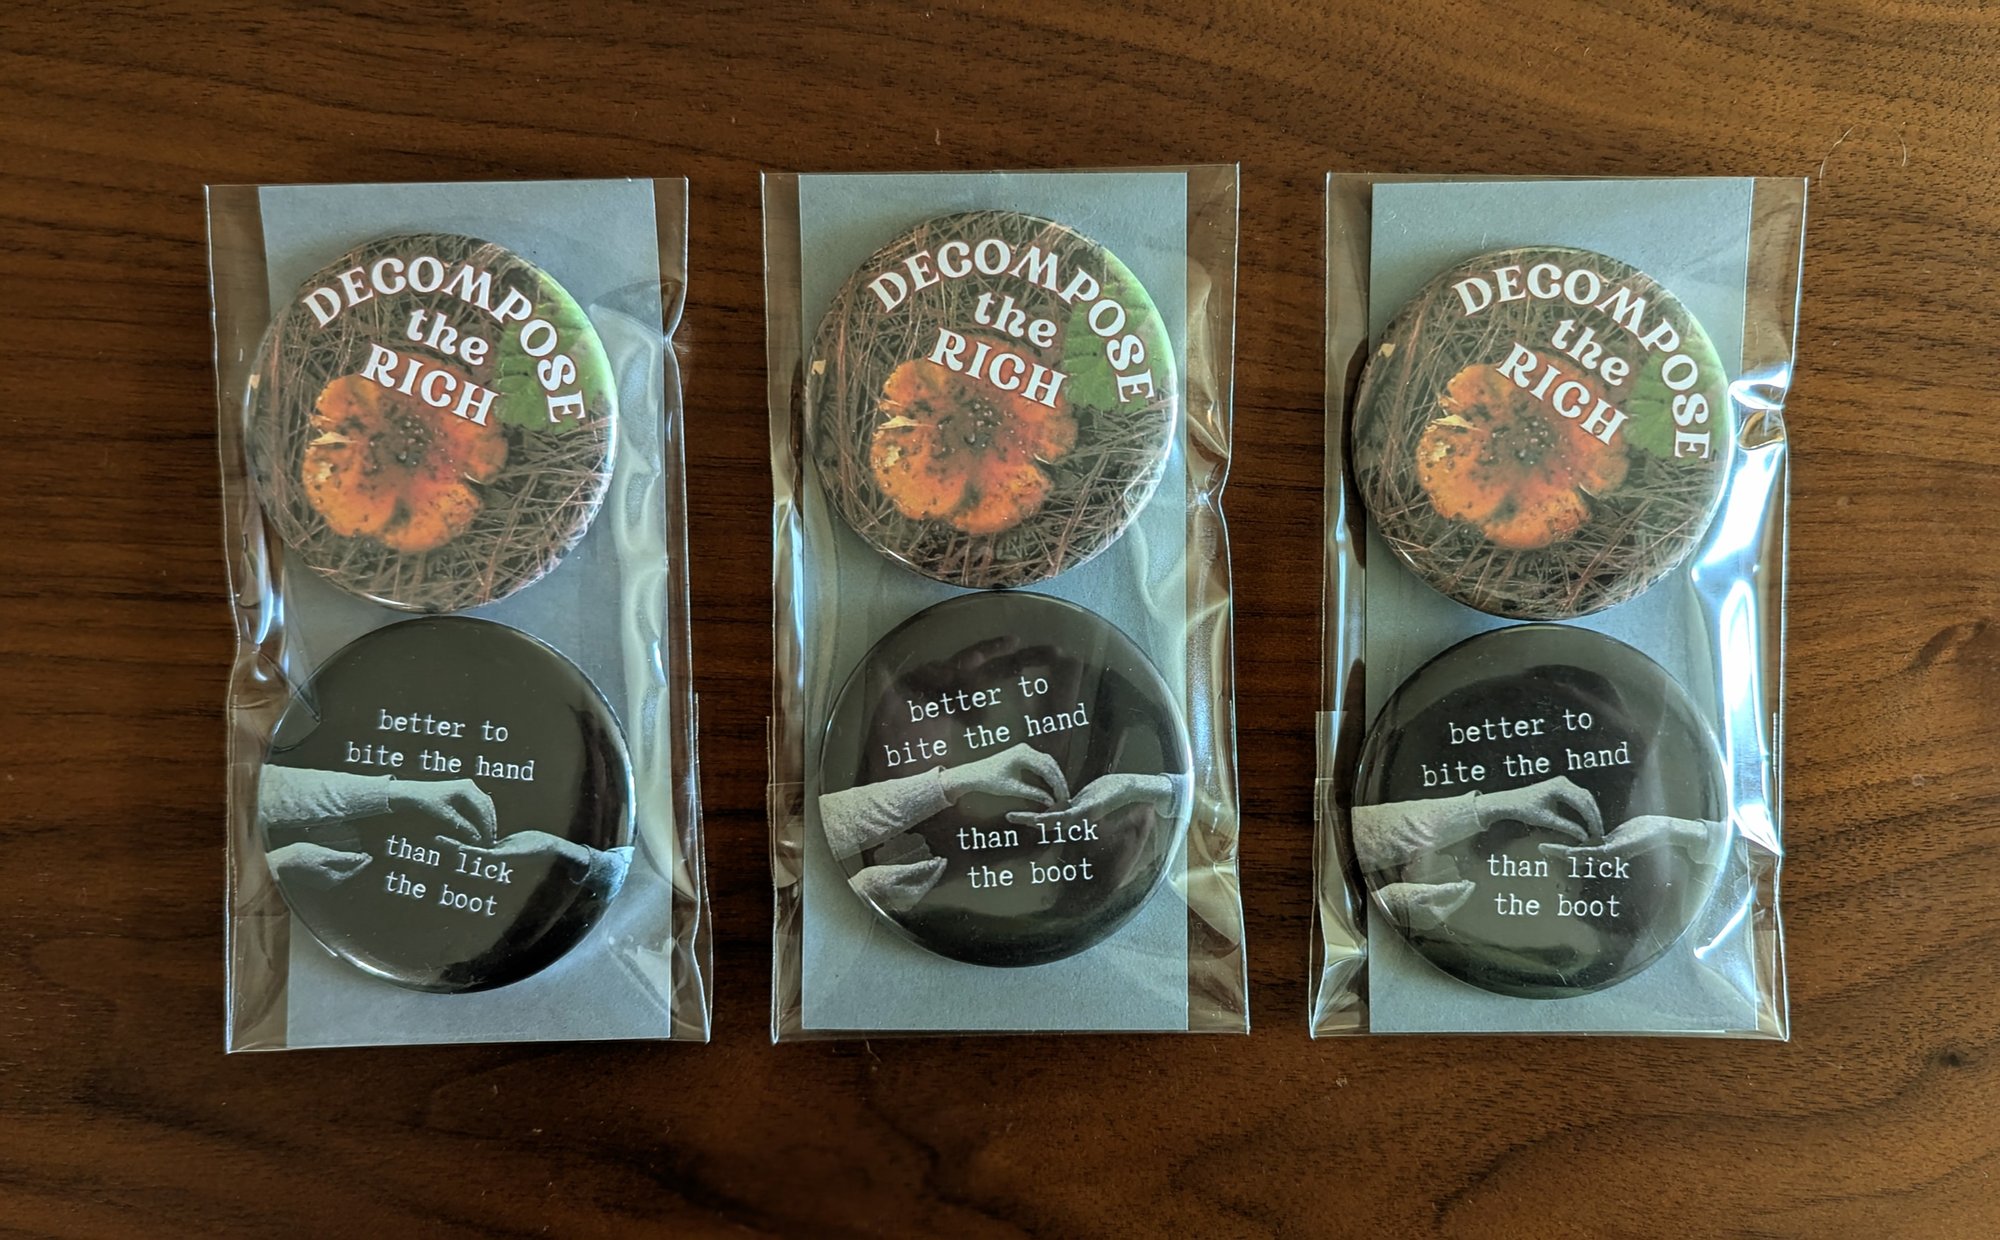 DECOMPOSE
the
RICH
better to
bite the hand
than lick
the boot
DECOMPOSE
the
RICH
better to
bite the hand
than lick
the boot
DECOMPOSE
the
RICH
better to
bite the hand
than lick
the boot